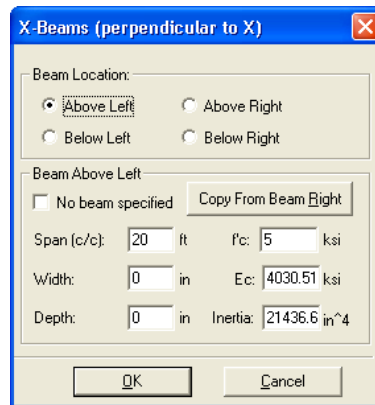 X-Beams (perpendicular to X)
Beam Location:
Above Left
Above Right
Below Left
Below Right
Beam Above Left
No beam specified
Copy From Beam Right
Span (c/c): 20 ft f'c: 5 ksi
Width: 0 in Ec: 4030.51 ksi
Depth: 0 in Inertia: 21436.6 in^4
OK
Cancel